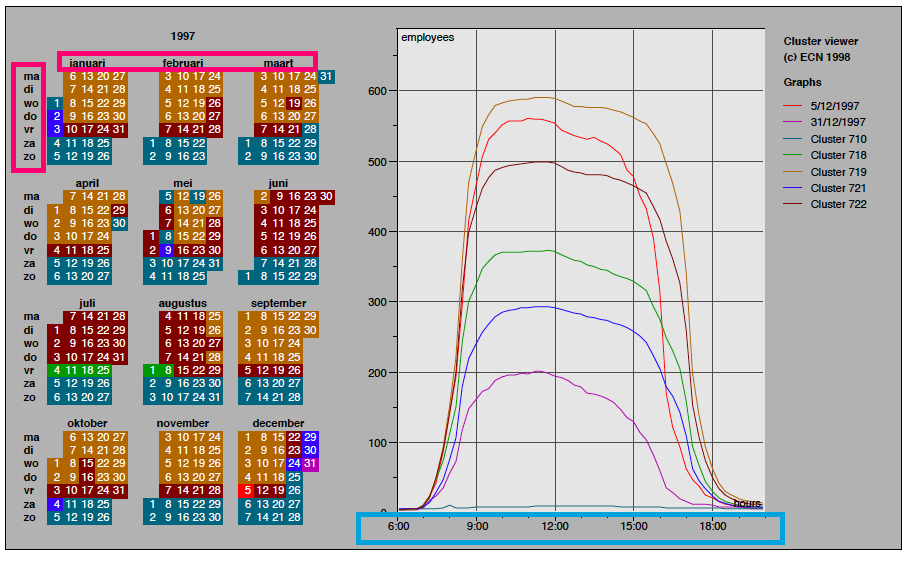 1997
januari februari maart
ma 6 13 20 27 3 10 17 24 3 10 17 24 31
di 7 14 21 28 4 11 18 25 4 11 18 25
wo 1 8 15 22 29 5 12 19 26 5 12 19 26
do 2 9 16 23 30 6 13 20 27 6 13 20 27
vr 3 10 17 24 31 7 14 21 28 7 14 21 28
za 4 11 18 25 1 8 15 22 1 8 15 22 29
zo 5 12 19 26 2 9 16 23 2 9 16 23 30
april mei juni
ma 7 14 21 28 5 12 19 26 2 9 16 23 30
di 1 8 15 22 29 6 13 20 27 3 10 17 24
wo 2 9 16 23 30 7 14 21 28 4 11 18 25
do 3 10 17 24 1 8 15 22 29 5 12 19 26
vr 4 11 18 25 2 9 16 23 30 6 13 20 27
za 5 12 19 26 3 10 17 24 31 7 14 21 28
zo 6 13 20 27 4 11 18 25 1 8 15 22 29
juli augustus september
ma 7 14 21 28 4 11 18 25 1 8 15 22 29
di 1 8 15 22 29 5 12 19 26 2 9 16 23 30
wo 2 9 16 23 30 6 13 20 27 3 10 17 24
do 3 10 17 24 31 7 14 21 28 4 11 18 25
vr 4 11 18 25 1 8 15 22 29 5 12 19 26
za 5 12 19 26 2 9 16 23 30 6 13 20 27
zo 6 13 20 27 3 10 17 24 31 7 14 21 28
oktober november december
ma 6 13 20 27 3 10 17 24 1 8 15 22 29
di 7 14 21 28 4 11 18 25 2 9 16 23 30
wo 1 8 15 22 29 5 12 19 26 3 10 17 24 31
do 2 9 16 23 30 6 13 20 27 4 11 18 25
vr 3 10 17 24 31 7 14 21 28 5 12 19 26
za 4 11 18 25 1 8 15 22 29 6 13 20 27
zo 5 12 19 26 2 9 16 23 30 7 14 21 28
employees
600
500
400
300
200
100
0
hours
6:00 9:00 12:00 15:00 18:00
Cluster viewer
(c) ECN 1998
Graphs
5/12/1997
31/12/1997
Cluster 710
Cluster 718
Cluster 719
Cluster 721
Cluster 722